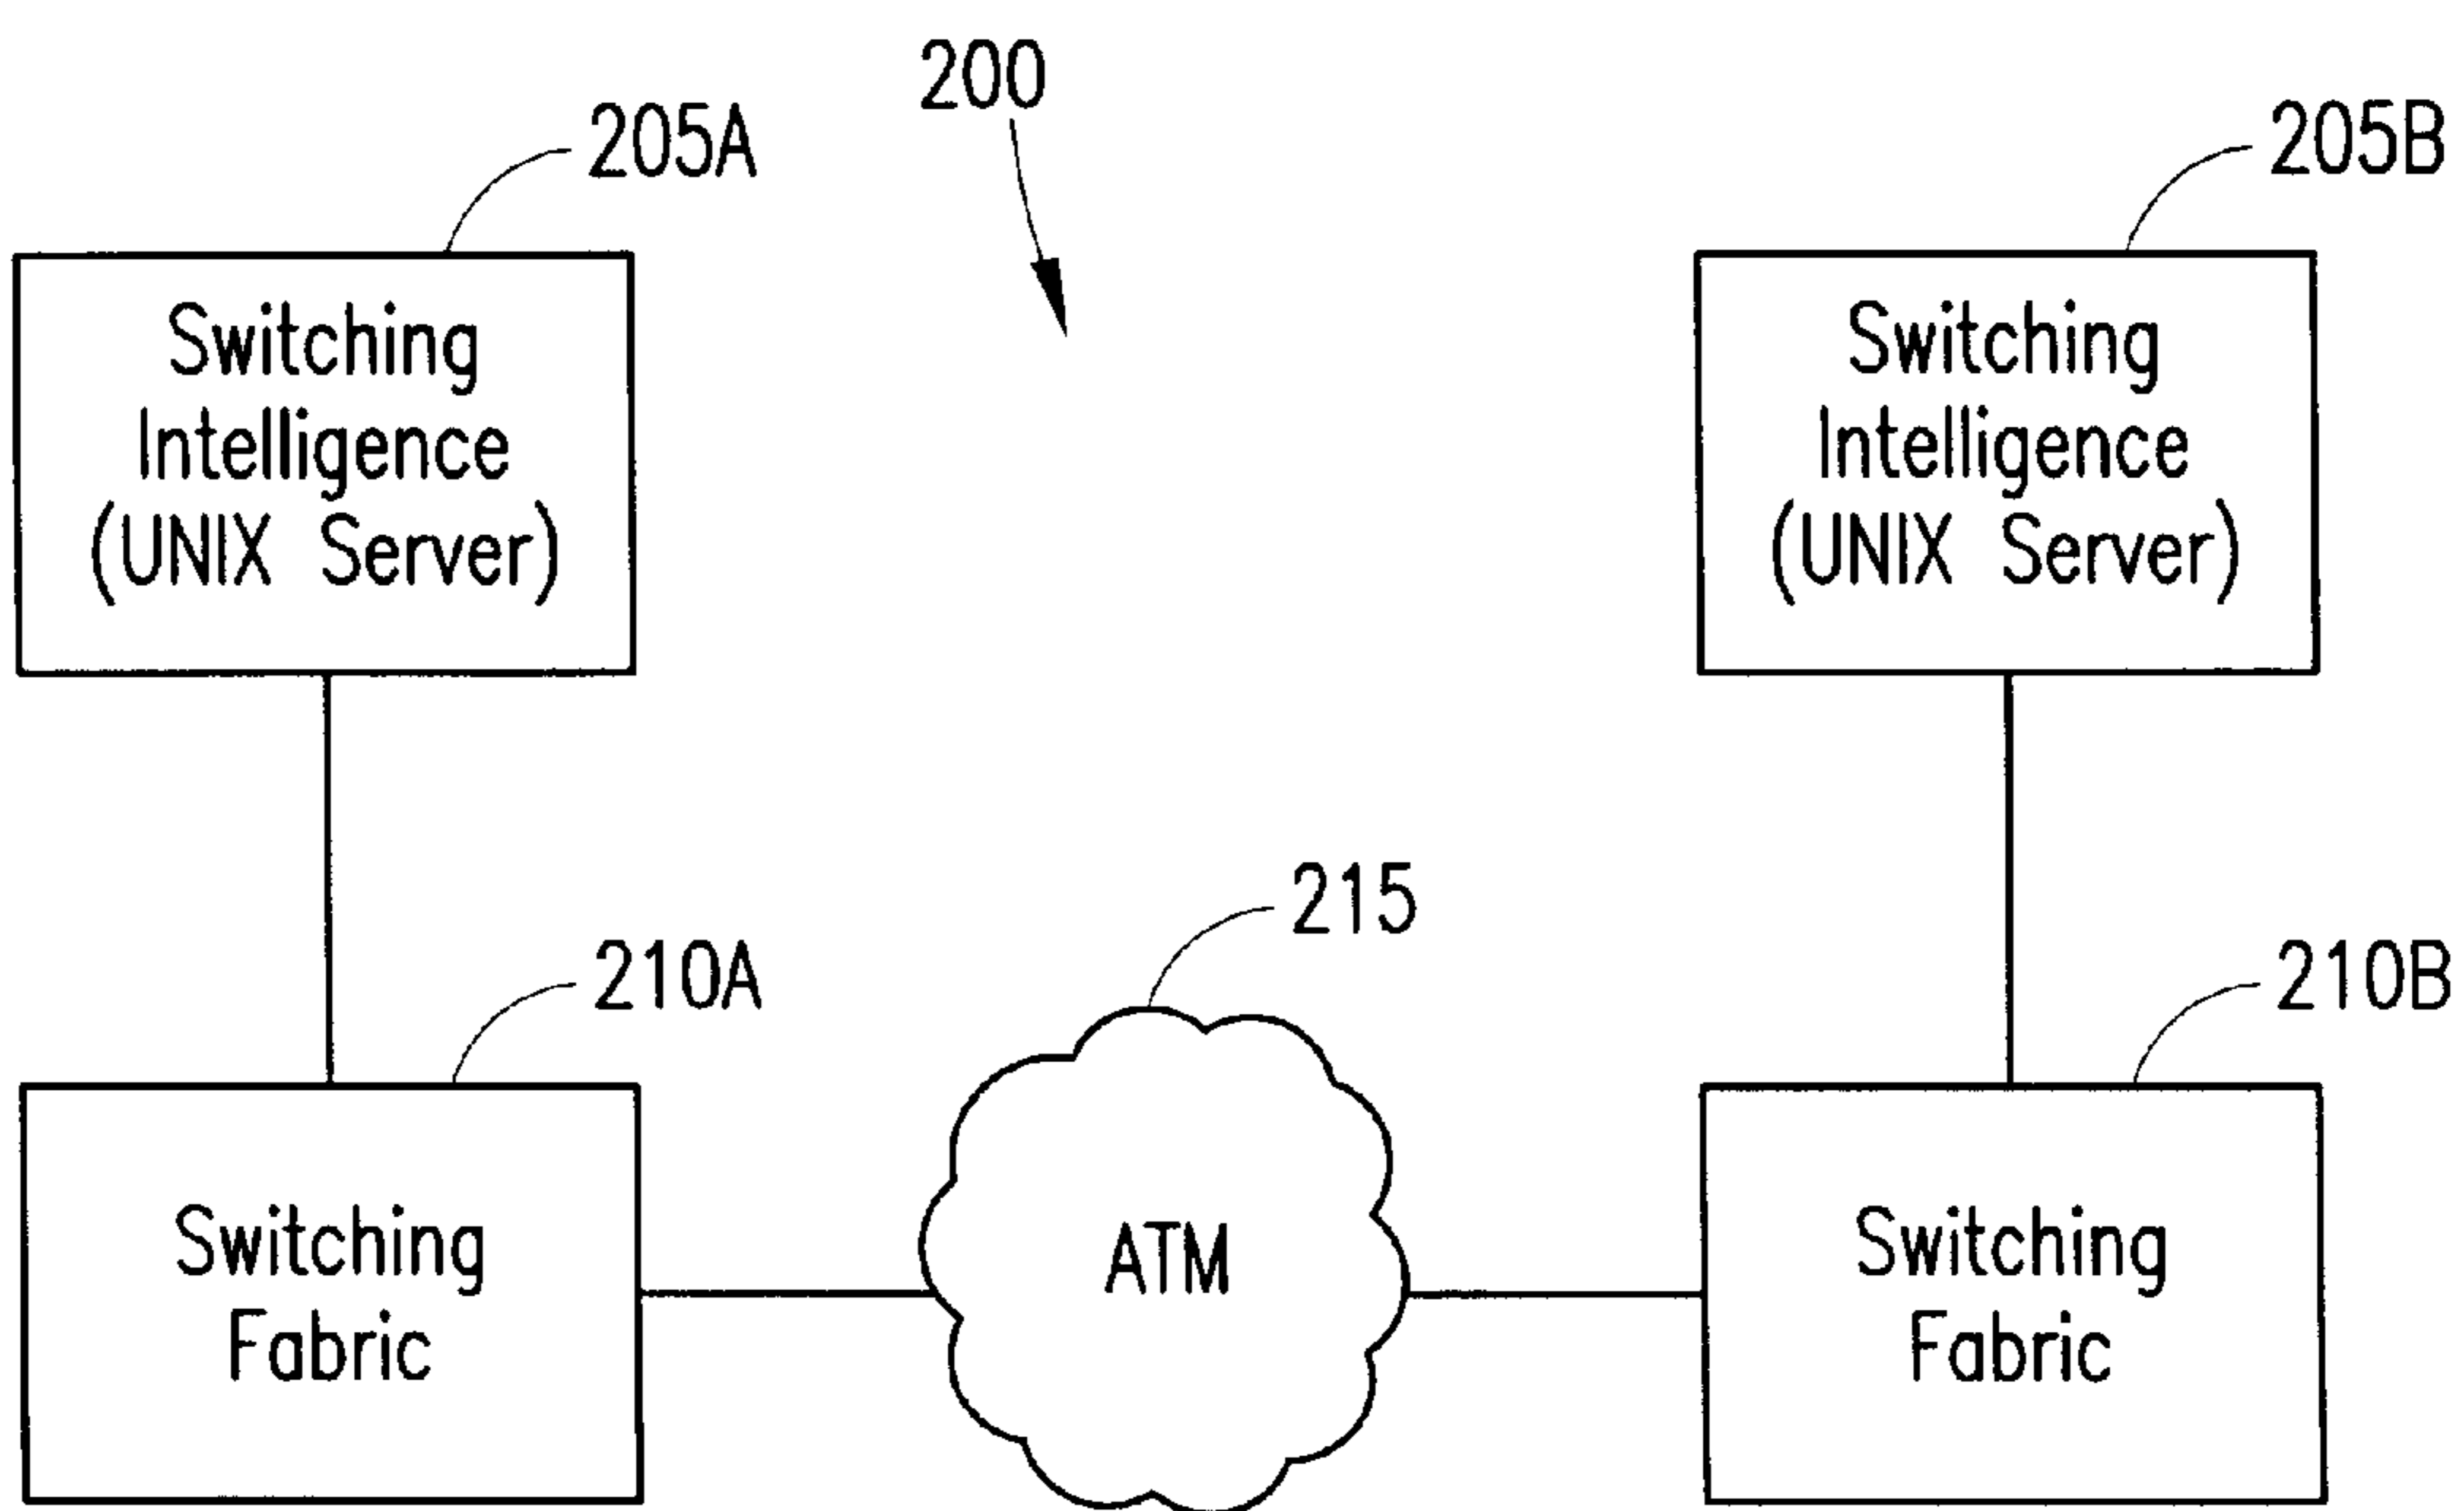 200
205A
205B
Switching
Intelligence
(UNIX Server)
Switching
Intelligence
(UNIX Server)
215
210A
210B
Switching
Fabric
ATM
Switching
Fabric